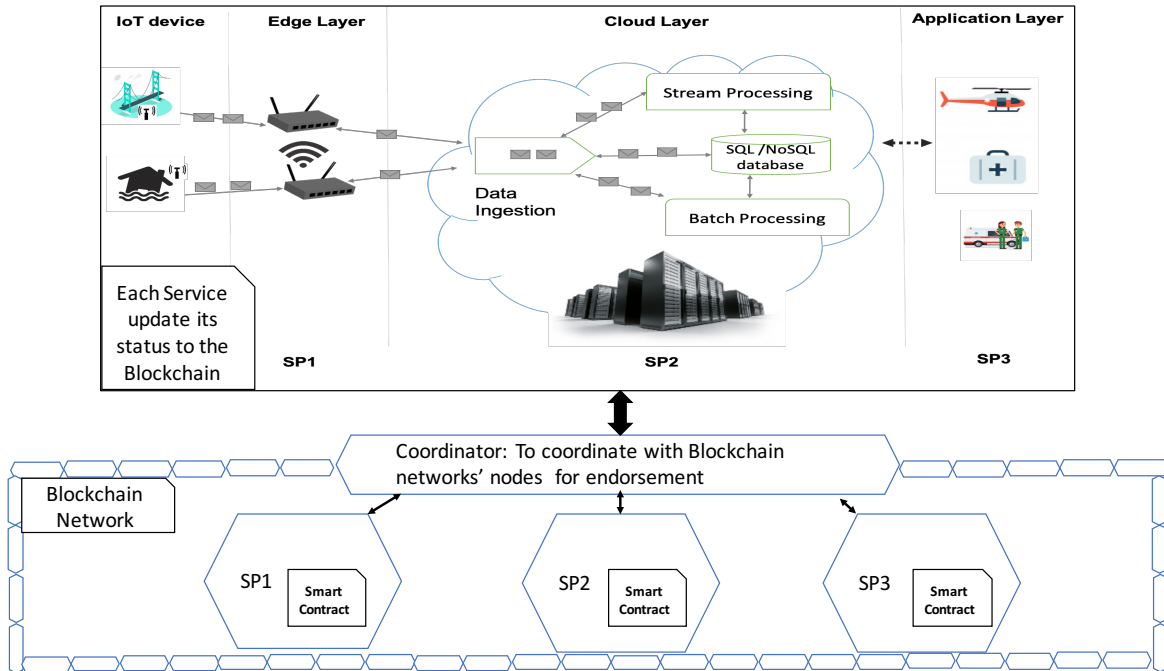 IoT device
Edge Layer
Cloud Layer
Application Layer
Stream Processing
SQL /NoSQL
database
Data
Ingestion
Batch Processing
Each Service
update its
status to the
Blockchain
SP1
SP2
SP3
Coordinator: To coordinate with Blockchain
networks’ nodes for endorsement
Blockchain
Network
SP1
Smart
Contract
SP2
Smart
Contract
SP3
Smart
Contract